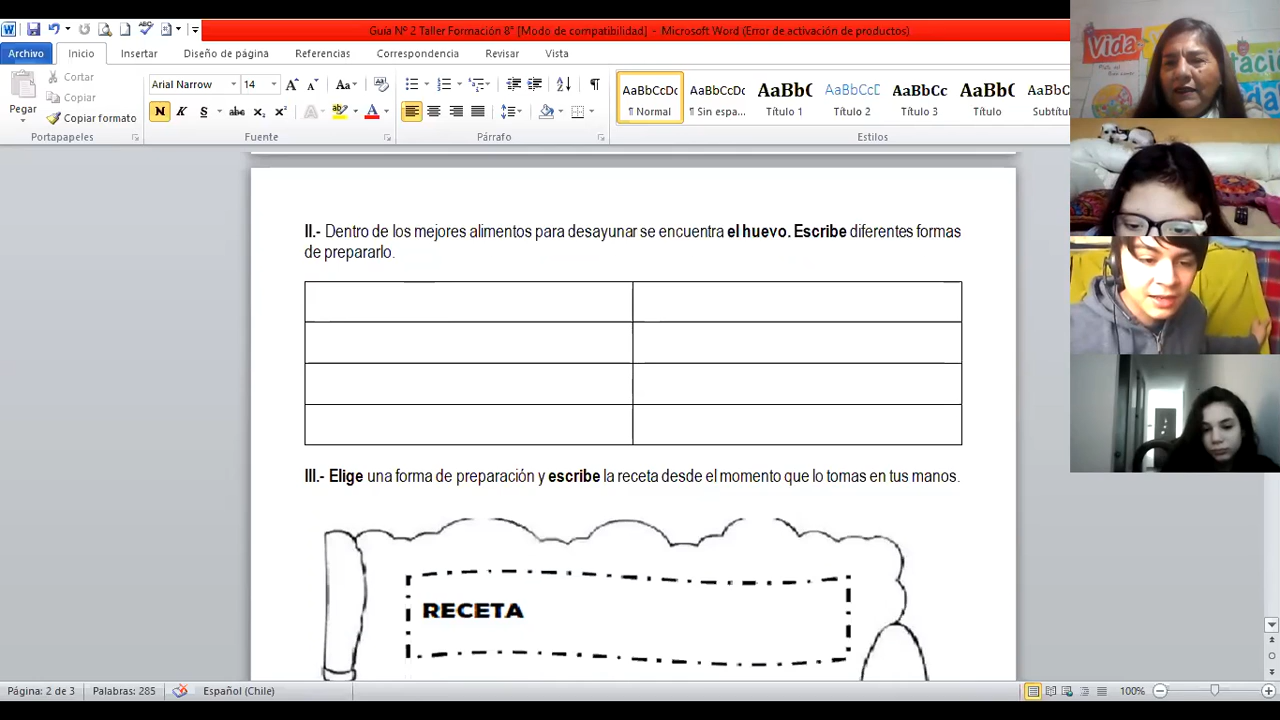 Guía Nº 2 Taller Formación 8° [Modo de compatibilidad] - Microsoft Word (Error de activación de productos)
Archivo Inicio Insertar Diseño de página Referencias Correspondencia Revisar Vista
Cortar
Copiar
Copiar formato
Pegar
Portapapeles
Arial Narrow 14
Fuente
Párrafo
AaBbCcDc AaBbCcDc AaBbC AaBbCcD AaBbCc AaBbC AaBbCcD
¶ Normal ¶ Sin espa... Título 1 Título 2 Título 3 Título Subtítul
Estilos
II.- Dentro de los mejores alimentos para desayunar se encuentra el huevo. Escribe diferentes formas
de prepararlo.
III.- Elige una forma de preparación y escribe la receta desde el momento que lo tomas en tus manos.
RECETA
Página: 2 de 3 Palabras: 285 Español (Chile) 100%
Vida